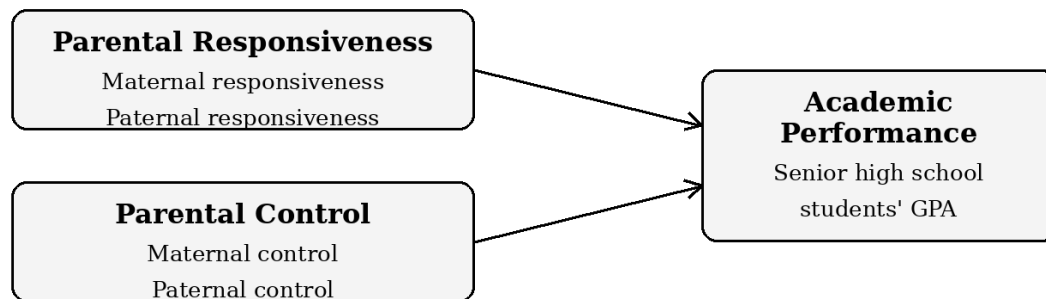 Parental Responsiveness
Maternal responsiveness
Paternal responsiveness
Parental Control
Maternal control
Paternal control
Academic
Performance
Senior high school
students' GPA